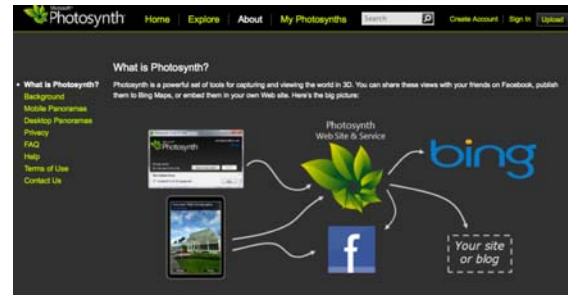 Microsoft
Photosynth Home Explore About My Photosynths Search Create Account Sign In Upload
What is Photosynth?
What is Photosynth?
Photosynth is a powerful set of tools for capturing and viewing the world in 3D. You can share these views with your friends on Facebook, publish
them to Bing Maps, or embed them in your own Web site. Here's the big picture:
Background
Mobile Panoramas
Desktop Panoramas
Privacy
FAQ
Help
Terms of Use
Contact Us
Photosynth
Photosynth
Web Site & Service
bing
f
Your site
or blog